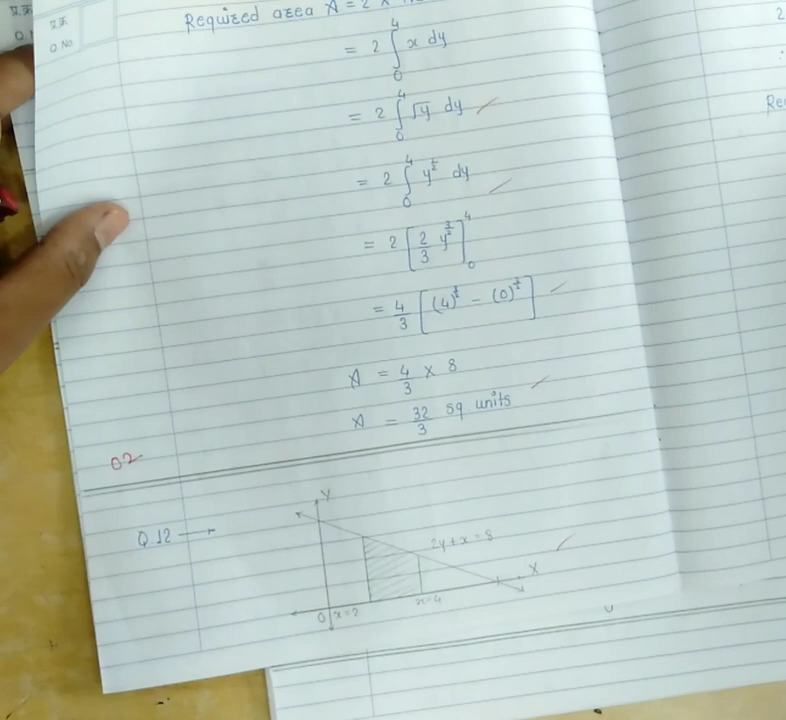 Required area A = 2 ×
= 2 ∫₀⁴ x dy
= 2 ∫₀⁴ √y dy
= 2 ∫₀⁴ y^(1/2) dy
= 2 [2/3 y^(3/2)]₀⁴
= 4/3 [(4)^(3/2) - (0)^(3/2)]
A = 4/3 × 8
A = 32/3 sq units
02
Q 12 →
Y
2y + x = 8
X
O x=2 x=4